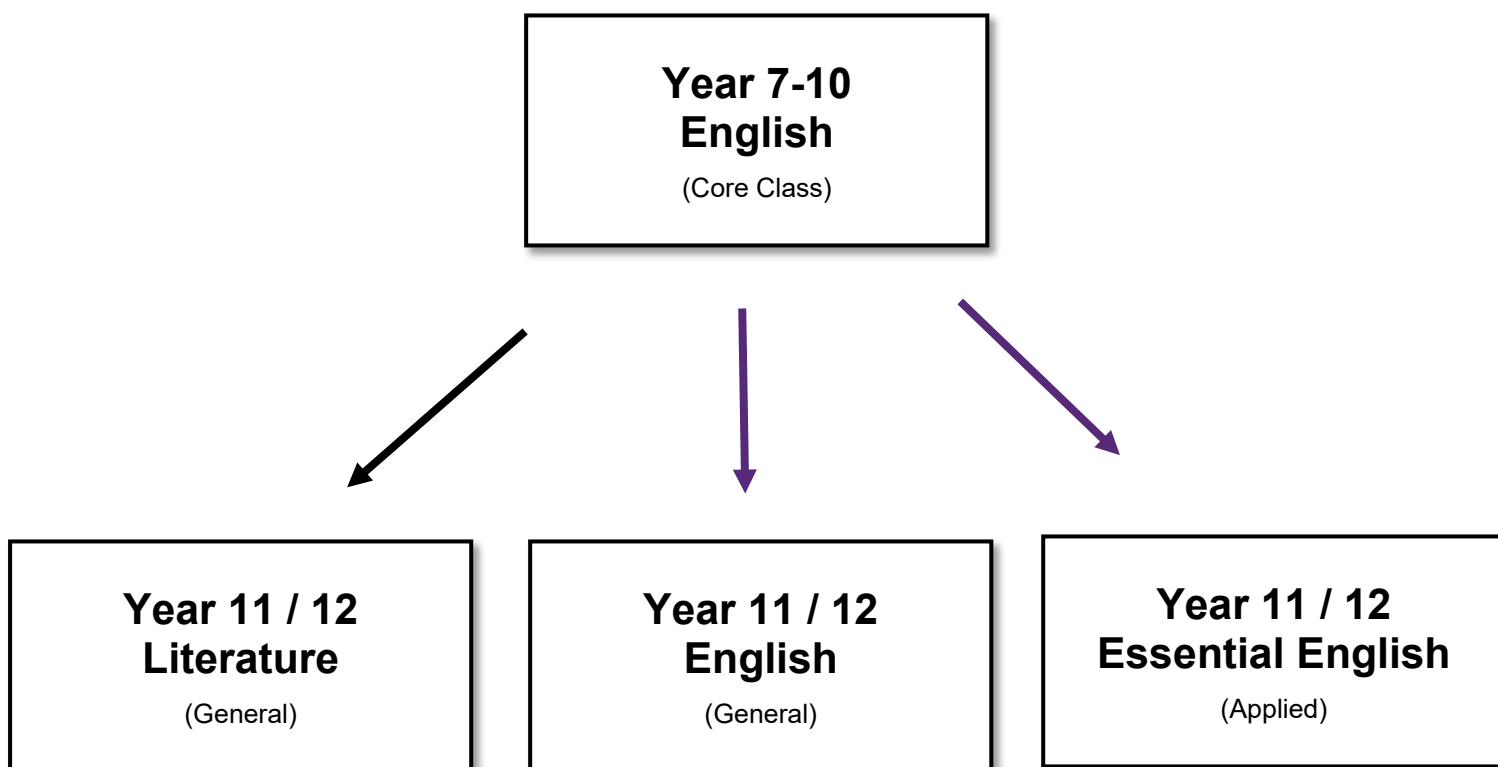 Year 7-10
English
(Core Class)
Year 11 / 12
Literature
(General)
Year 11 / 12
English
(General)
Year 11 / 12
Essential English
(Applied)